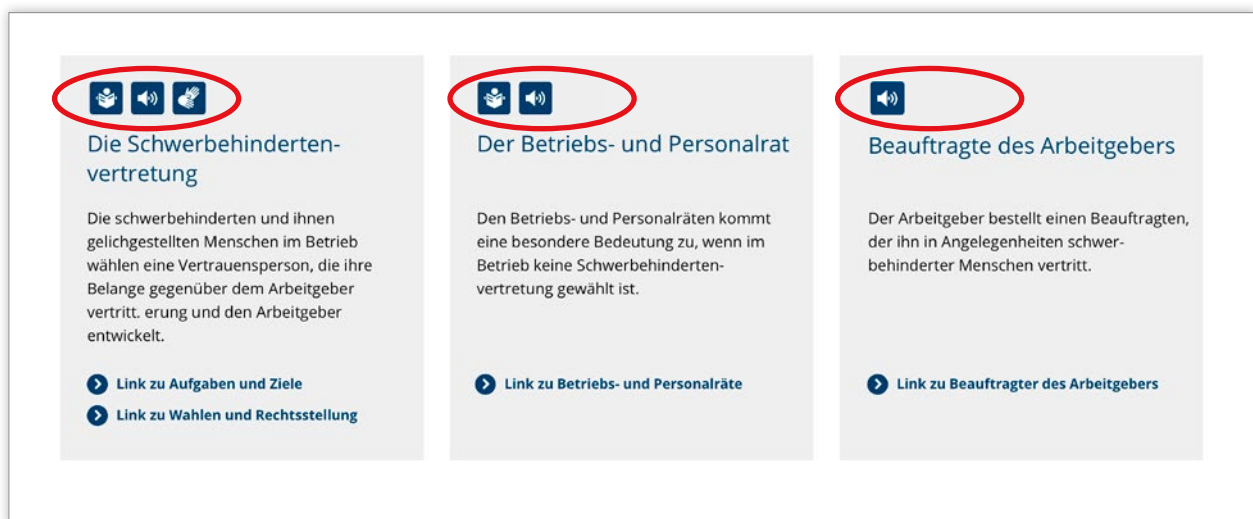 Die Schwerbehinderten-
vertretung
Die schwerbehinderten und ihnen
gelichgestellten Menschen im Betrieb
wählen eine Vertrauensperson, die ihre
Belange gegenüber dem Arbeitgeber
vertritt. erung und den Arbeitgeber
entwickelt.
Link zu Aufgaben und Ziele
Link zu Wahlen und Rechtsstellung
Der Betriebs- und Personalrat
Den Betriebs- und Personalräten kommt
eine besondere Bedeutung zu, wenn im
Betrieb keine Schwerbehinderten-
vertretung gewählt ist.
Link zu Betriebs- und Personalräte
Beauftragte des Arbeitgebers
Der Arbeitgeber bestellt einen Beauftragten,
der ihn in Angelegenheiten schwer-
behinderter Menschen vertritt.
Link zu Beauftragter des Arbeitgebers